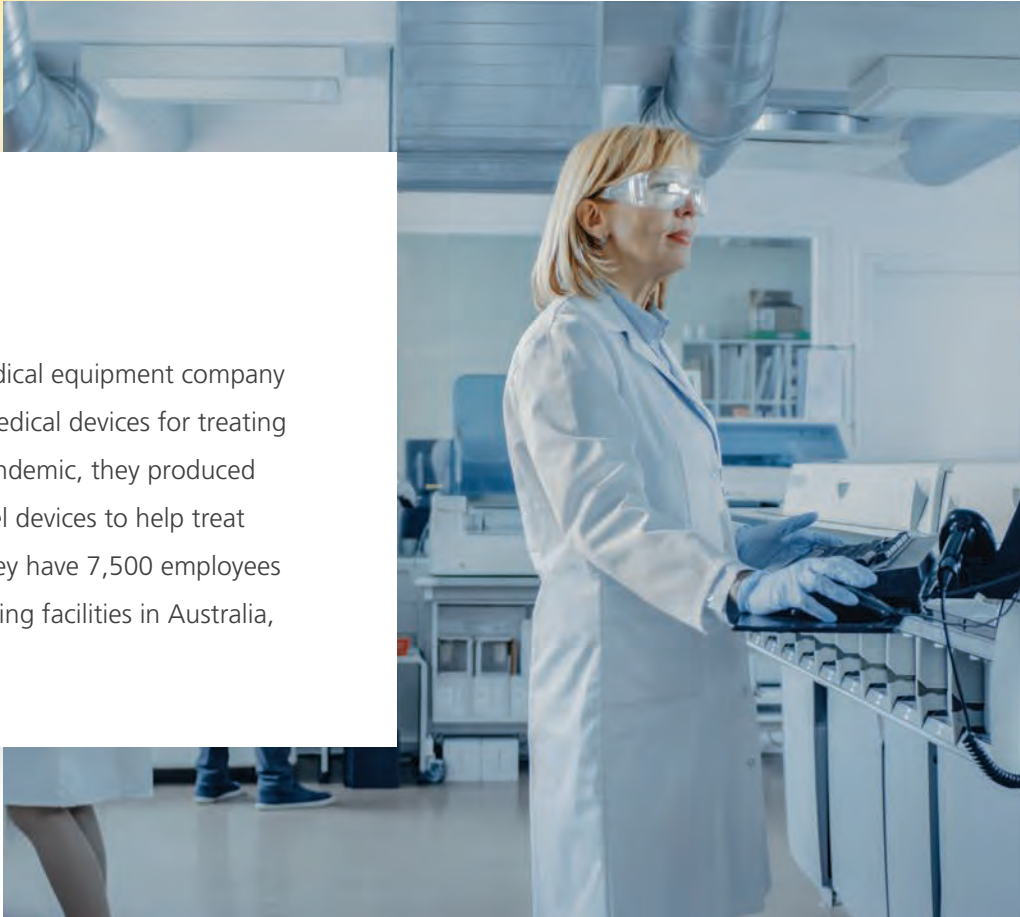 dical equipment company
edical devices for treating
ndemic, they produced
el devices to help treat
ey have 7,500 employees
ing facilities in Australia,